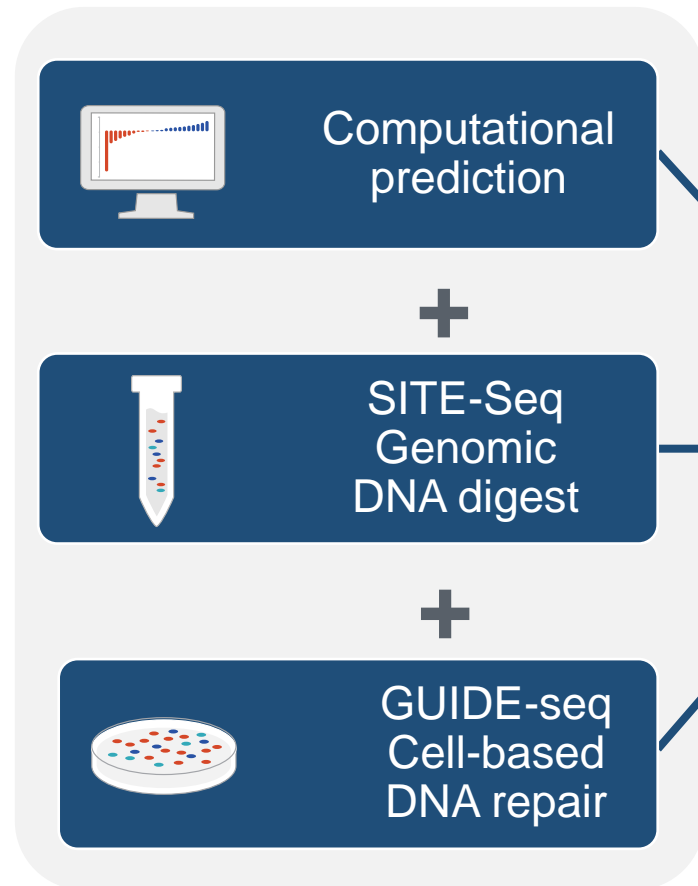 Computational
prediction
+
SITE-Seq
Genomic
DNA digest
+
GUIDE-seq
Cell-based
DNA repair